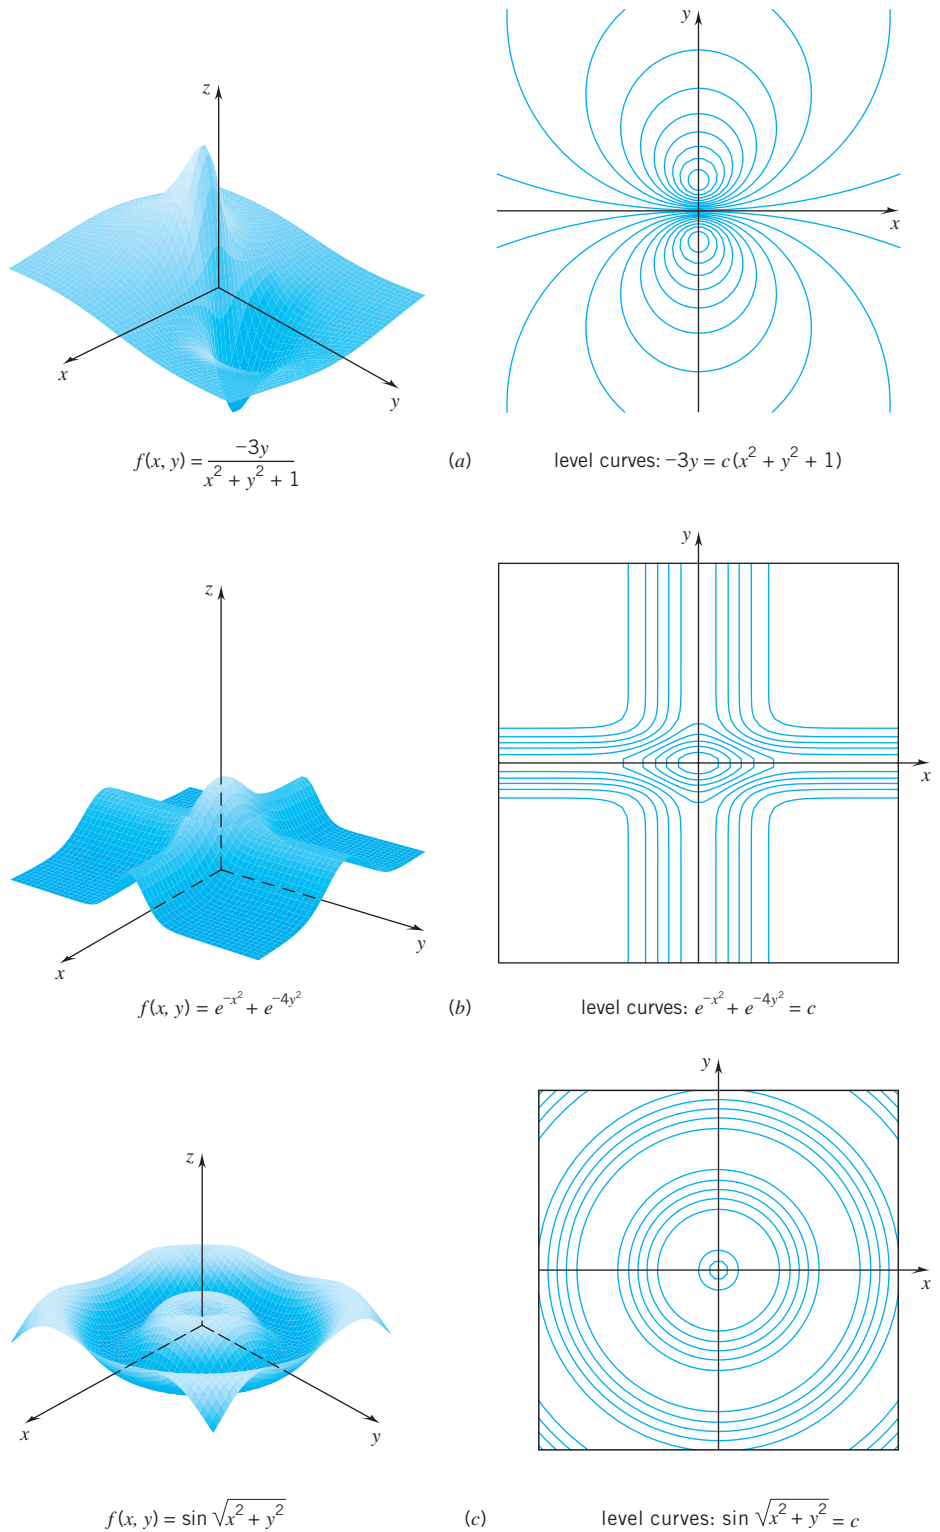 z
x
y
y
x
f(x, y) = −3y / (x² + y² + 1)
(a)
level curves: −3y = c(x² + y² + 1)
z
x
y
y
x
f(x, y) = e^{−x²} + e^{−4y²}
(b)
level curves: e^{−x²} + e^{−4y²} = c
z
x
y
y
x
f(x, y) = sin √(x² + y²)
(c)
level curves: sin √(x² + y²) = c